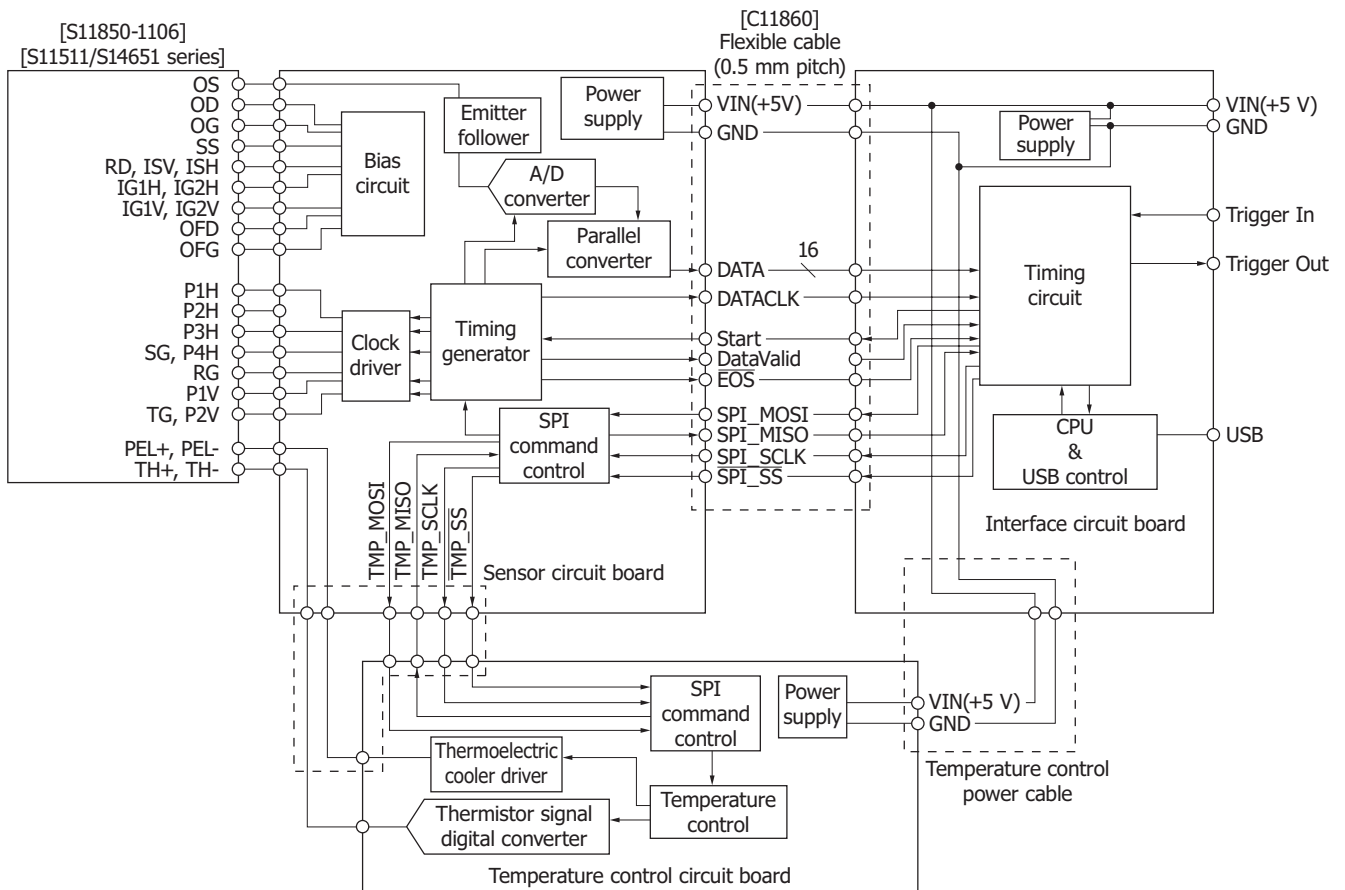 [S11850-1106]
[S11511/S14651 series]
[C11860]
Flexible cable
(0.5 mm pitch)
OS
OD
OG
SS
RD, ISV, ISH
IG1H, IG2H
IG1V, IG2V
OFD
OFG
P1H
P2H
P3H
SG, P4H
RG
P1V
TG, P2V
PEL+, PEL-
TH+, TH-
Bias
circuit
Emitter
follower
Power
supply
A/D
converter
Parallel
converter
Clock
driver
Timing
generator
SPI
command
control
TMP_MOSI
TMP_MISO
TMP_SCLK
TMP_SS
Sensor circuit board
VIN(+5V)
GND
DATA
16
DATACLK
Start
DataValid
EOS
SPI_MOSI
SPI_MISO
SPI_SCLK
SPI_SS
Power
supply
Timing
circuit
CPU
&
USB control
Interface circuit board
VIN(+5 V)
GND
Trigger In
Trigger Out
USB
SPI
command
control
Power
supply
VIN(+5 V)
GND
Temperature control
power cable
Thermoelectric
cooler driver
Thermistor signal
digital converter
Temperature
control
Temperature control circuit board